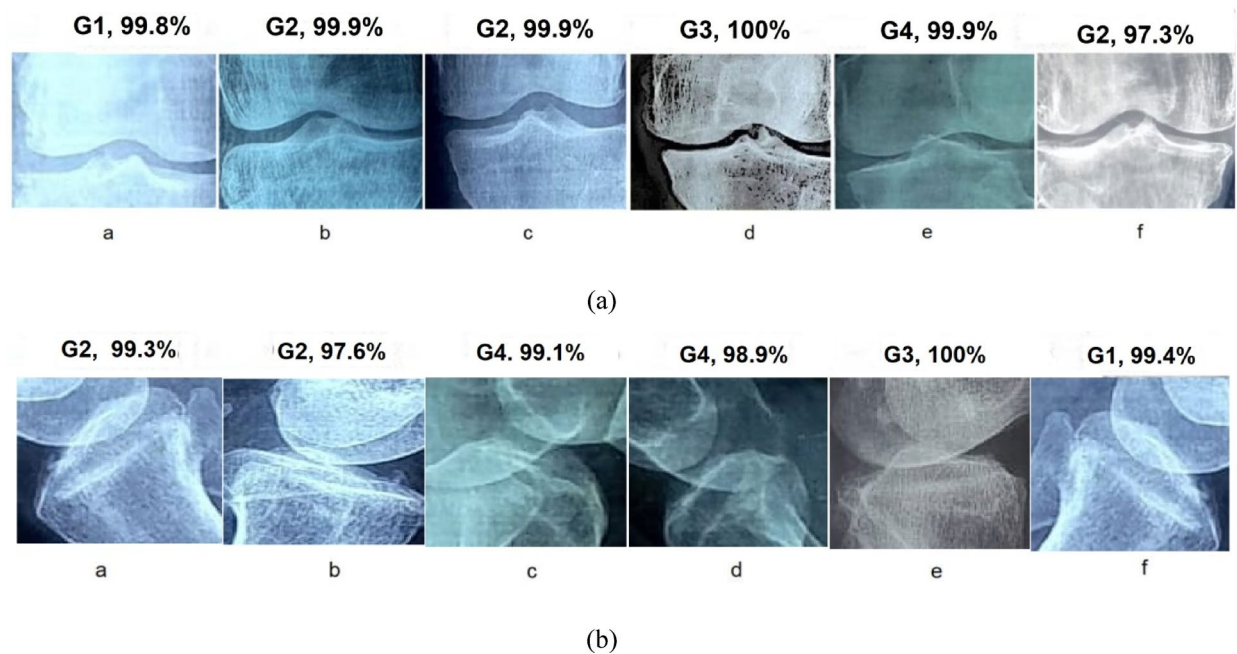 G1, 99.8% G2, 99.9% G2, 99.9% G3, 100% G4, 99.9% G2, 97.3%
a b c d e f
(a)
G2, 99.3% G2, 97.6% G4. 99.1% G4, 98.9% G3, 100% G1, 99.4%
a b c d e f
(b)